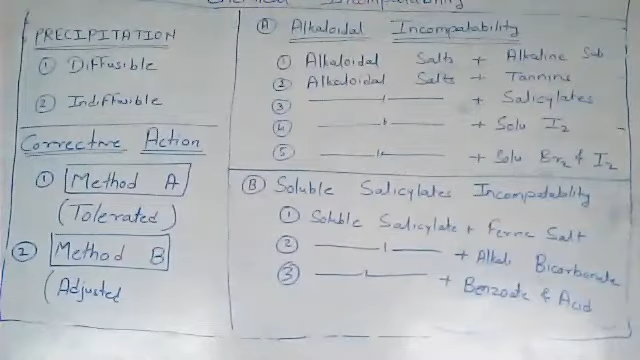 Chemical Incompatability
PRECIPITATION
① Diffusible
② Indiffusible
Corrective Action
① Method A
(Tolerated)
② Method B
(Adjusted
Ⓐ Alkaloidal Incompatability
① Alkaloidal Salts + Alkaline Sub
② Alkaloidal Salts + Tannins
③ —〃— + Salicylates
④ —〃— + Solu I₂
⑤ —〃— + Solu Br₂ & I₂
Ⓑ Soluble Salicylates Incompatability
① Soluble Salicylate + Ferric Salt
② —〃— + Alkali Bicarbonate
③ —〃— + Benzoate & Acid